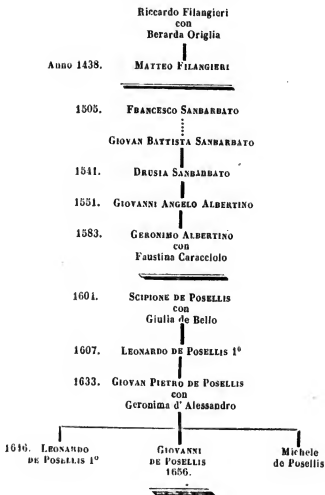 Riccardo Filangieri
con
Berarda Origlia
Anno 1438. MATTEO FILANGIERI
1505. FRANCESCO SANBARBATO
GIOVAN BATTISTA SANBARBATO
1541. DRUSIA SANBARBATO
1551. GIOVANNI ANGELO ALBERTINO
1583. GERONIMO ALBERTINO
con
Faustina Caracciolo
1601. SCIPIONE DE POSELLIS
con
Giulia de Bello
1607. LEONARDO DE POSELLIS 1º
1633. GIOVAN PIETRO DE POSELLIS
con
Geronima d' Alessandro
1646. LEONARDO
DE POSELLIS 1º
GIOVANNI
DE POSELLIS
1656.
Michele
de Posellis